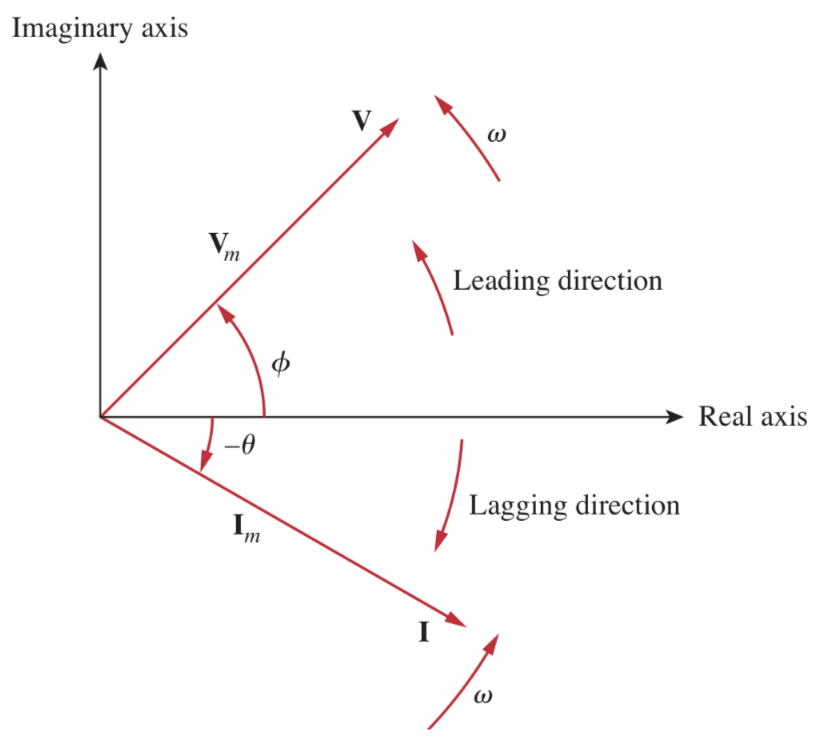 Imaginary axis
V
ω
V_m
Leading direction
ϕ
Real axis
–θ
Lagging direction
I_m
I
ω